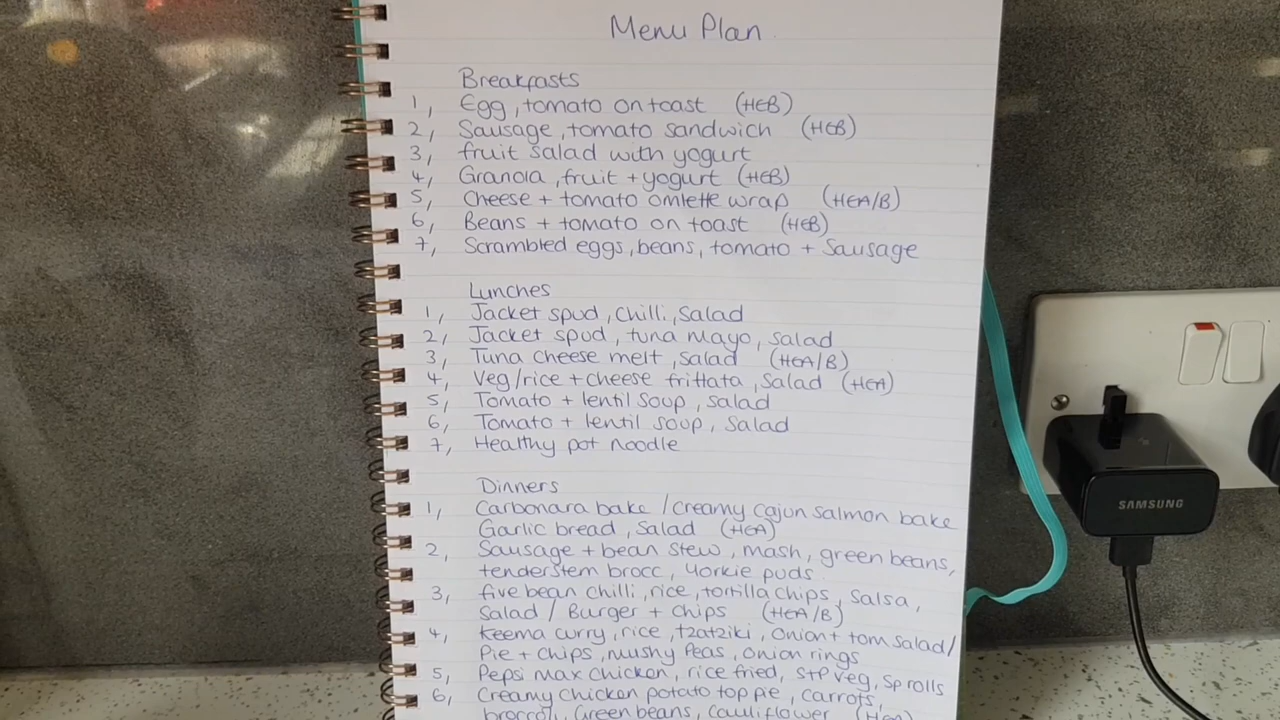 Menu Plan
Breakfasts
1, Egg, tomato on toast (HEB)
2, Sausage, tomato sandwich (HEB)
3, fruit salad with yogurt
4, Granola, fruit + yogurt (HEB)
5, Cheese + tomato omlette wrap (HEA/B)
6, Beans + tomato on toast (HEB)
7, Scrambled eggs, beans, tomato + Sausage
Lunches
1, Jacket spud, chilli, salad
2, Jacket spud, tuna mayo, salad
3, Tuna cheese melt, salad (HEA/B)
4, Veg/rice + cheese frittata, salad (HEA)
5, Tomato + lentil soup, salad
6, Tomato + lentil soup, salad
7, Healthy pot noodle
Dinners
1, Carbonara bake / creamy cajun salmon bake
Garlic bread, salad (HEA)
2, Sausage + bean stew, mash, green beans,
tenderstem brocc, Yorkie puds
3, five bean chilli, rice, tortilla chips, salsa,
salad / Burger + chips (HEA/B)
4, keema curry, rice, tzatziki, onion + tom salad/
Pie + chips, mushy peas, onion rings
5, Pepsi max chicken, rice fried, S+P veg, Sp rolls
6, Creamy chicken potato top pie, carrots,
broccoli, Green beans, cauliflower (HEA)
SAMSUNG